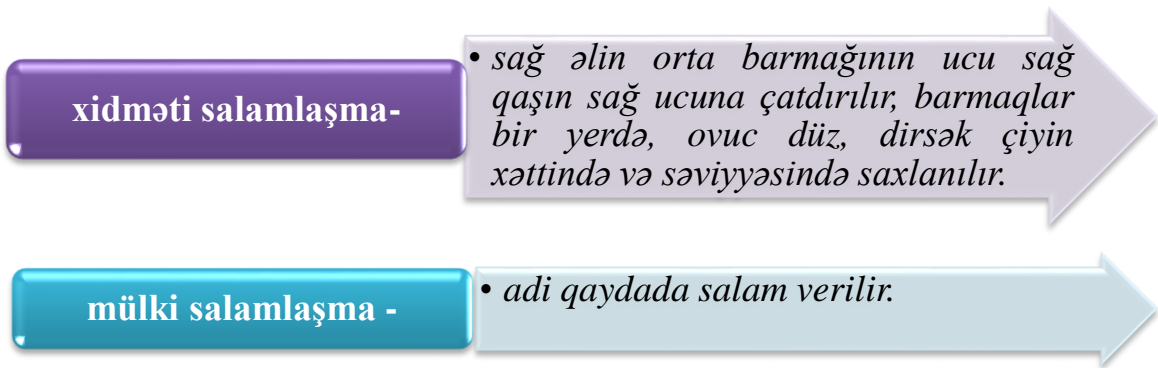 xidməti salamlaşma-
• sağ əlin orta barmağının ucu sağ
qaşın sağ ucuna çatdırılır, barmaqlar
bir yerdə, ovuc düz, dirsək çiyin
xəttində və səviyyəsində saxlanılır.
mülki salamlaşma -
• adi qaydada salam verilir.